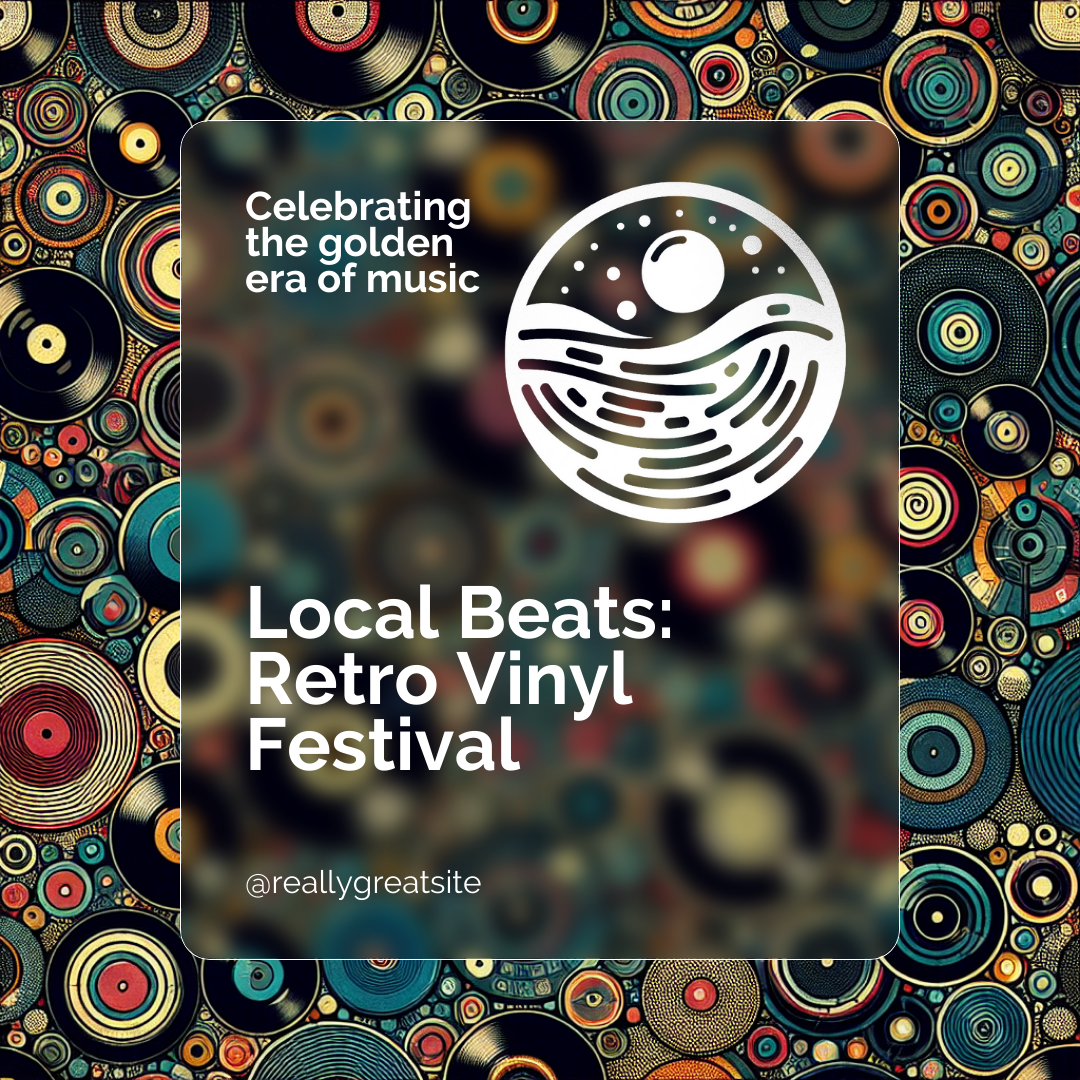 Celebrating
the golden
era of music
Local Beats:
Retro Vinyl
Festival
@reallygreatsite